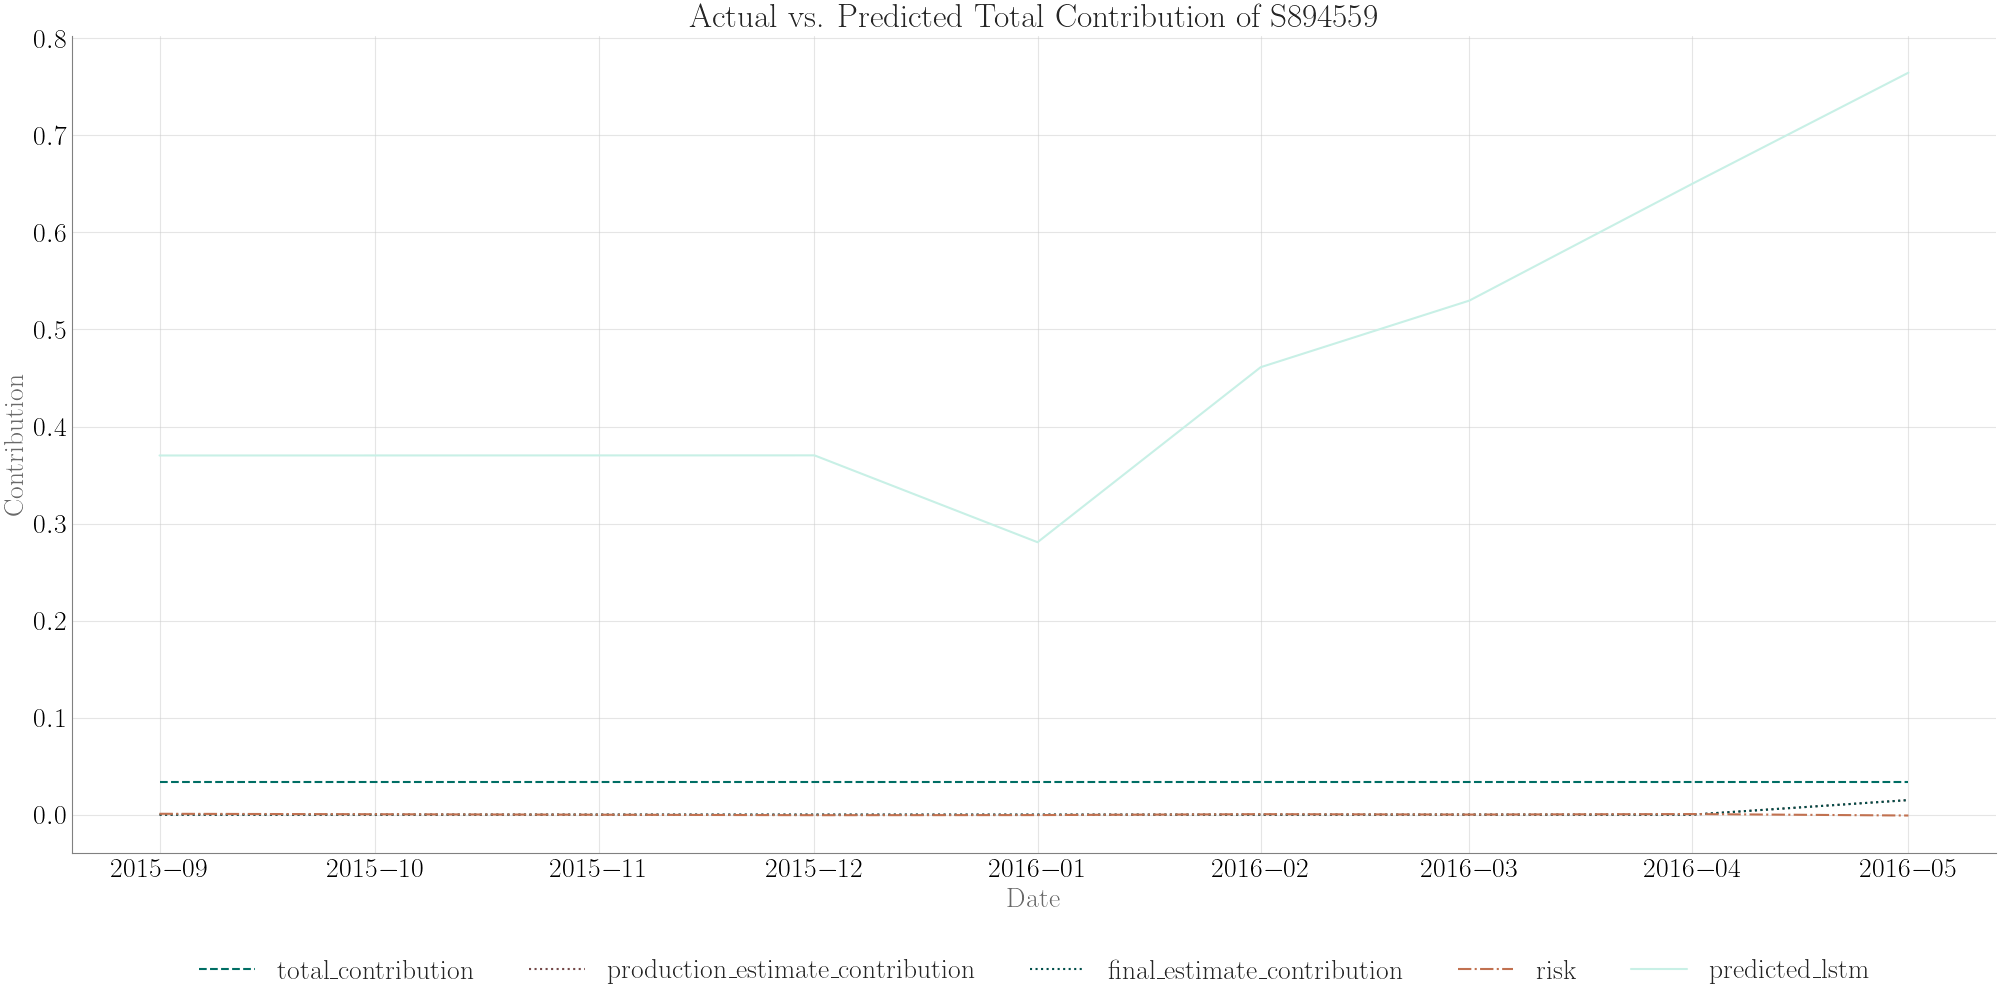 Actual vs. Predicted Total Contribution of S894559
0.8
0.7
0.6
0.5
0.4
0.3
0.2
0.1
0.0
Contribution
2015–09 2015–10 2015–11 2015–12 2016–01 2016–02 2016–03 2016–04 2016–05
Date
total_contribution production_estimate_contribution final_estimate_contribution risk predicted_lstm